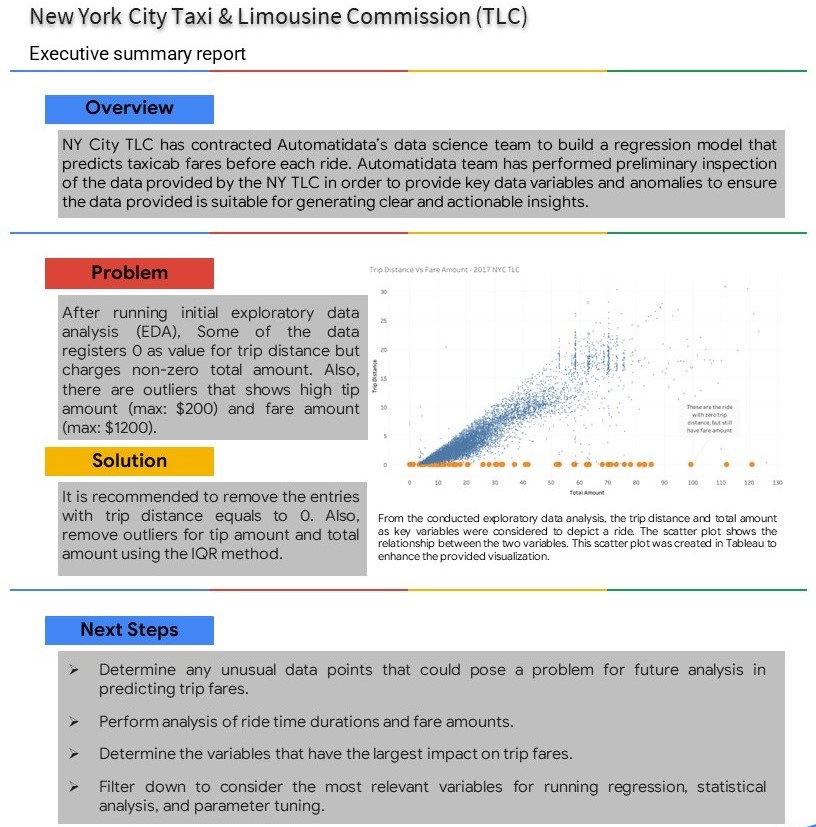 New York City Taxi & Limousine Commission (TLC)
Executive summary report
Overview
NY City TLC has contracted Automatidata's data science team to build a regression model that
predicts taxicab fares before each ride. Automatidata team has performed preliminary inspection
of the data provided by the NY TLC in order to provide key data variables and anomalies to ensure
the data provided is suitable for generating clear and actionable insights.
Problem
After running initial exploratory data
analysis (EDA), Some of the data
registers 0 as value for trip distance but
charges non-zero total amount. Also,
there are outliers that shows high tip
amount (max: $200) and fare amount
(max: $1200).
Solution
It is recommended to remove the entries
with trip distance equals to 0. Also,
remove outliers for tip amount and total
amount using the IQR method.
Trip Distance Vs Fare Amount - 2017 NYC TLC
30
25
20
15
10
5
0
Trip Distance
These are the ride
with zero trip
distance, but still
have fare amount
0 10 20 30 40 50 60 70 80 90 100 110 120 130
Total Amount
From the conducted exploratory data analysis, the trip distance and total amount
as key variables were considered to depict a ride. The scatter plot shows the
relationship between the two variables. This scatter plot was created in Tableau to
enhance the provided visualization.
Next Steps
➤ Determine any unusual data points that could pose a problem for future analysis in
predicting trip fares.
➤ Perform analysis of ride time durations and fare amounts.
➤ Determine the variables that have the largest impact on trip fares.
➤ Filter down to consider the most relevant variables for running regression, statistical
analysis, and parameter tuning.